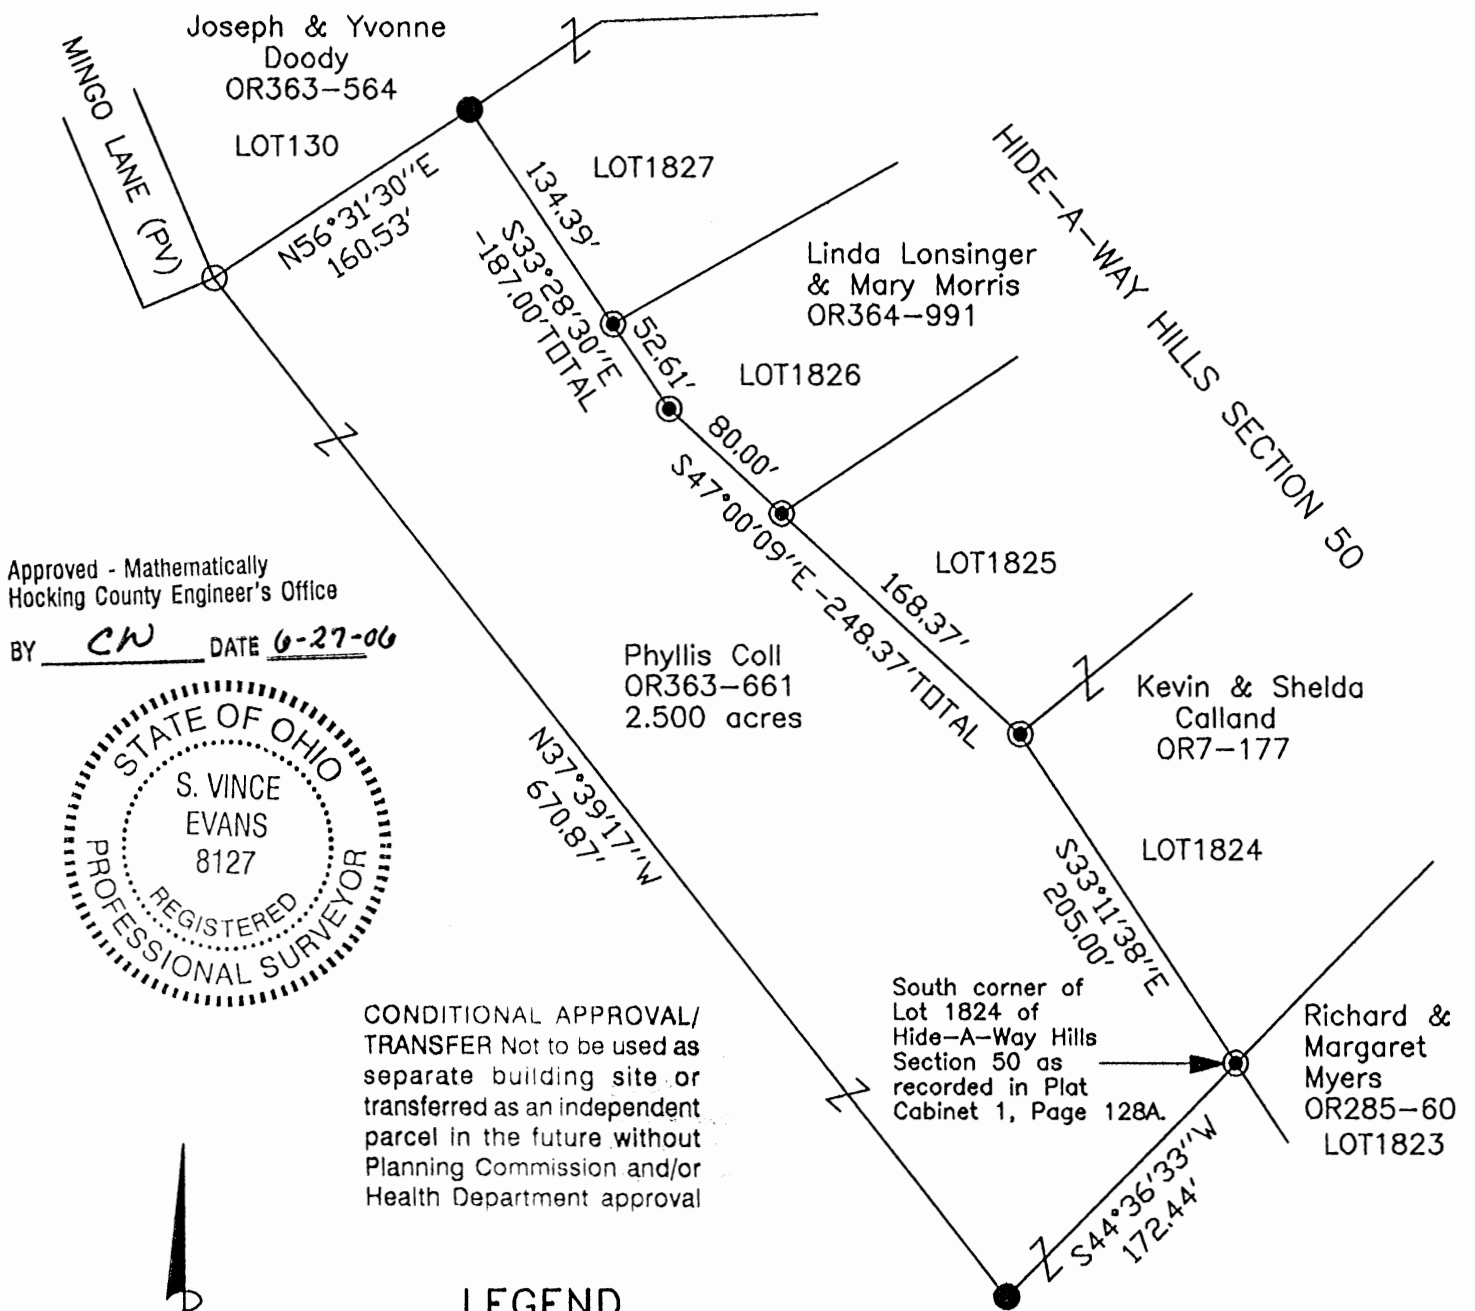 Joseph & Yvonne
Doody
OR363-564
LOT130
MINGO LANE (PV)
N56°31'30''E
160.53'
LOT1827
134.39'
S33°28'30''E
-187.00'TOTAL
HIDE-A-WAY HILLS SECTION 50
Linda Lonsinger
& Mary Morris
OR364-991
52.61'
LOT1826
80.00'
S47°00'09''E -248.37'TOTAL
LOT1825
168.37'
Approved - Mathematically
Hocking County Engineer's Office
BY CW DATE 6-27-06
Phyllis Coll
OR363-661
2.500 acres
Kevin & Shelda
Calland
OR7-177
STATE OF OHIO
S. VINCE
EVANS
8127
REGISTERED
PROFESSIONAL SURVEYOR
N37°39'17''W
670.87'
LOT1824
S33°11'38''E
205.00'
South corner of
Lot 1824 of
Hide-A-Way Hills
Section 50 as
recorded in Plat
Cabinet 1, Page 128A.
Richard &
Margaret
Myers
OR285-60
LOT1823
CONDITIONAL APPROVAL/
TRANSFER Not to be used as
separate building site or
transferred as an independent
parcel in the future without
Planning Commission and/or
Health Department approval
S44°36'33''W
172.44'
LEGEND